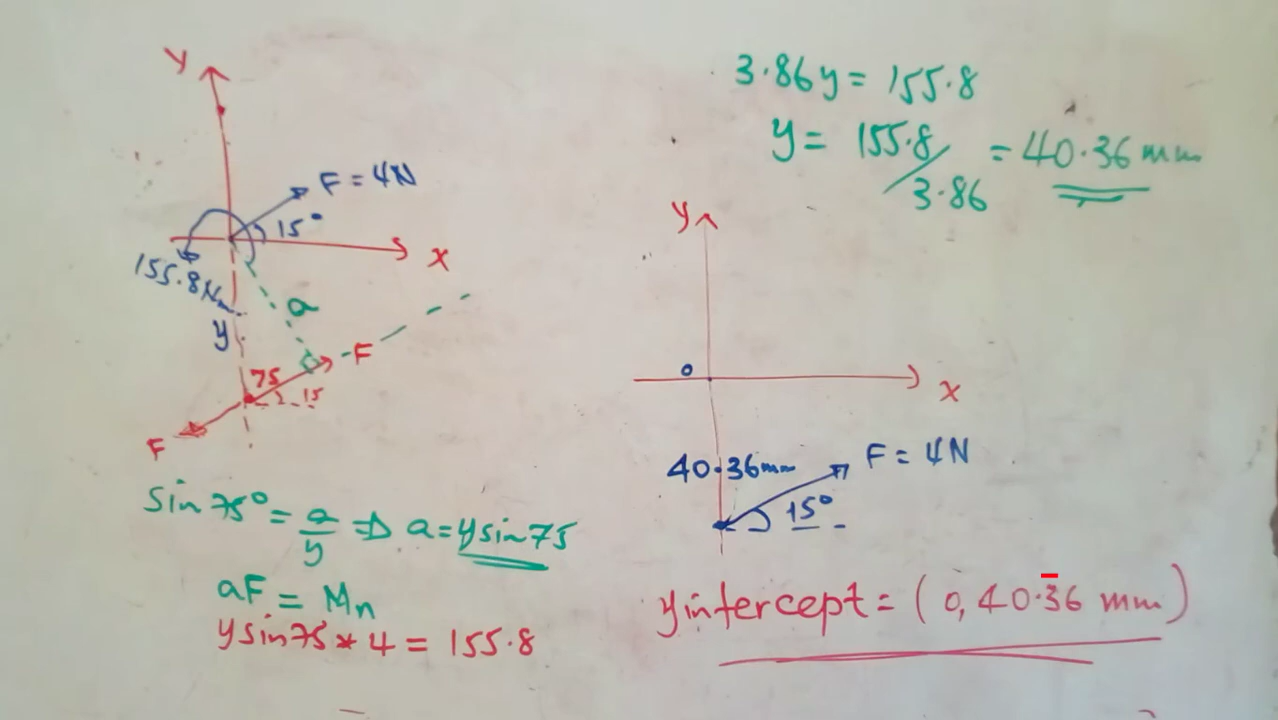 y
F = 4N
15°
x
155.8Nm
a
y
-F
75
15
F
Sin 75° = a/y ⇒ a = y sin 75
aF = Mn
y sin 75 * 4 = 155.8
3.86y = 155.8
y = 155.8/3.86 = 40.36 mm
y
0
x
40.36mm
F = 4N
15°
y intercept = (0, 40.36 mm)